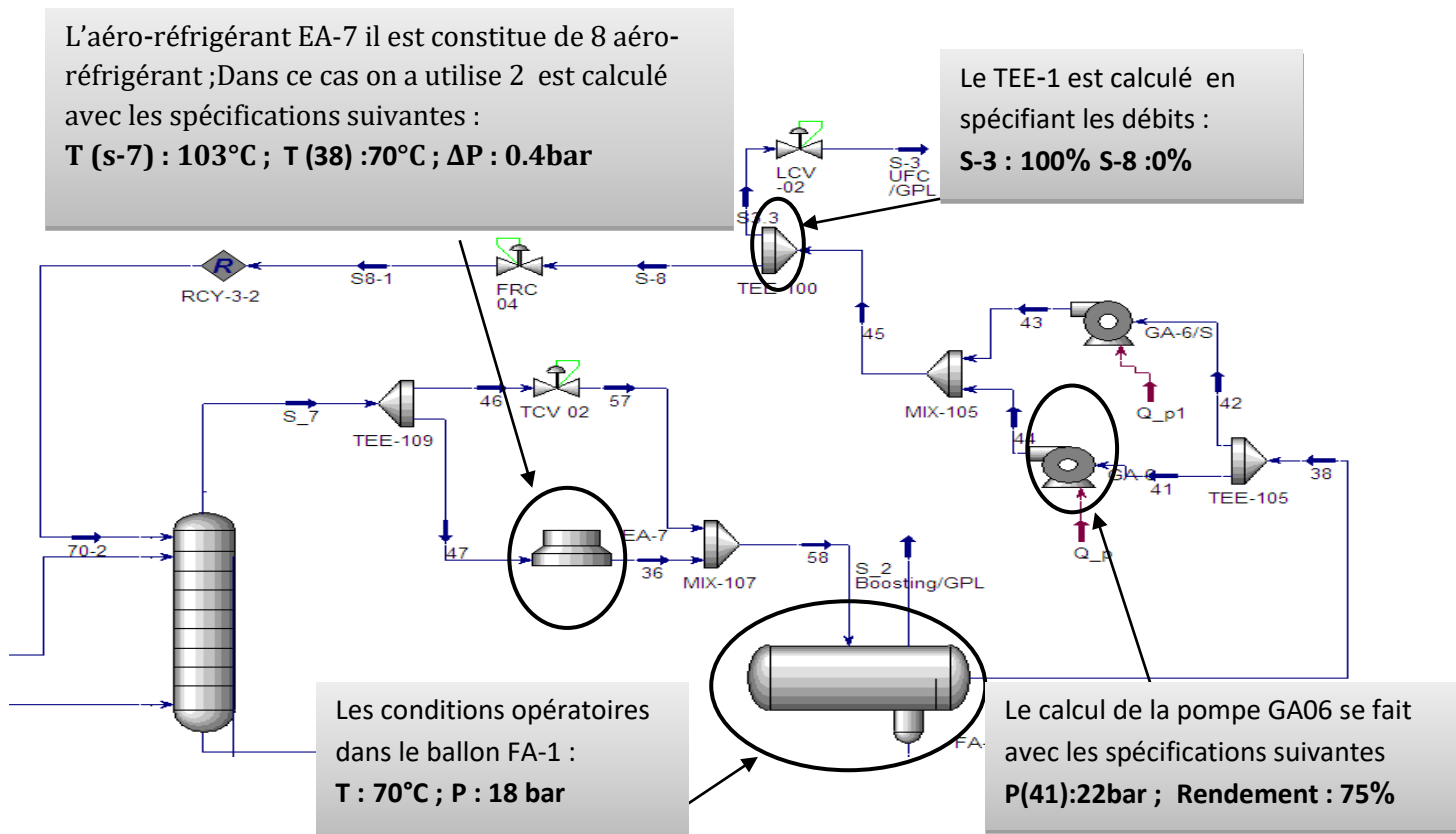 L'aéro-réfrigérant EA-7 il est constitue de 8 aéro-
réfrigérant ;Dans ce cas on a utilise 2 est calculé
avec les spécifications suivantes :
T (s-7) : 103°C ; T (38) :70°C ; ΔP : 0.4bar
Le TEE-1 est calculé en
spécifiant les débits :
S-3 : 100% S-8 :0%
LCV
-02
S-3
UFC
/GPL
S3.3
RCY-3-2
R
S8-1
FRC
04
S-8
TEE-100
45
43
GA-6/S
MIX-105
Q_p1
42
44
GA-6
41
TEE-105
38
Q_p
S_7
TEE-109
46
TCV 02
57
70-2
47
EA-7
36
MIX-107
58
S_2
Boosting/GPL
FA-
Les conditions opératoires
dans le ballon FA-1 :
T : 70°C ; P : 18 bar
Le calcul de la pompe GA06 se fait
avec les spécifications suivantes
P(41):22bar ; Rendement : 75%